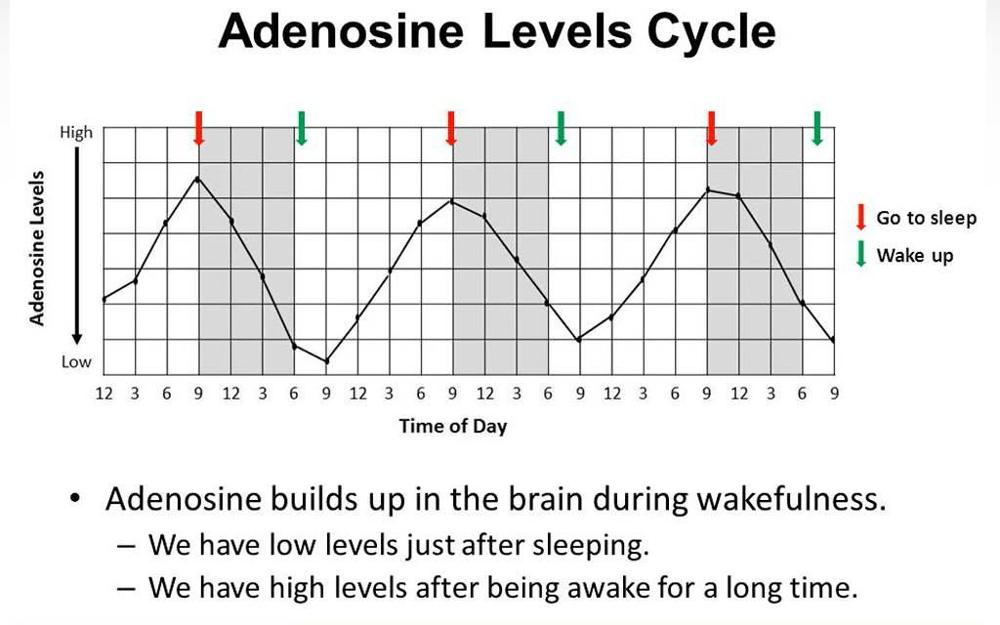 Adenosine Levels Cycle
High
Adenosine Levels
Low
12 3 6 9 12 3 6 9 12 3 6 9 12 3 6 9 12 3 6 9 12 3 6 9
Time of Day
Go to sleep
Wake up
• Adenosine builds up in the brain during wakefulness.
– We have low levels just after sleeping.
– We have high levels after being awake for a long time.